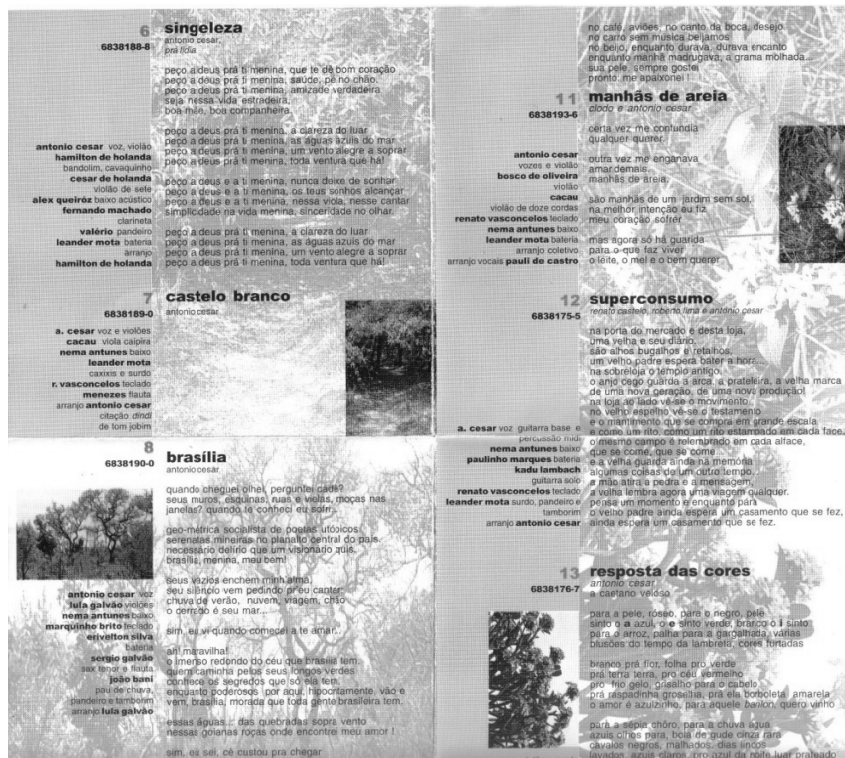 6 singeleza
antonio cesar,
6838188-8
prá lídia
peço a deus prá ti menina, que te dê bom coração
peço a deus prá ti menina, saúde, pé no chão.
peço a deus prá ti menina, amizade verdadeira
seja nessa vida estradeira,
boa mãe, boa companheira.
peço a deus prá ti menina, a clareza do luar
peço a deus prá ti menina, as águas azuis do mar
peço a deus prá ti menina, um vento alegre a soprar
peço a deus prá ti menina, toda ventura que há!
peço a deus e a ti menina, nunca deixe de sonhar
peço a deus e a ti menina, os teus sonhos alcançar
peço a deus e a ti menina, nessa viola, nesse cantar
simplicidade na vida menina, sinceridade no olhar.
peço a deus prá ti menina, a clareza do luar
peço a deus prá ti menina, as águas azuis do mar
peço a deus prá ti menina, um vento alegre a soprar
peço a deus prá ti menina, toda ventura que há!
antonio cesar voz, violão
hamilton de holanda
bandolim, cavaquinho
cesar de holanda
violão de sete
alex queiróz baixo acústico
fernando machado
clarineta
valério pandeiro
leander mota bateria
arranjo
hamilton de holanda
7 castelo branco
6838189-0
antonio cesar
a. cesar voz e violões
cacau viola caipira
nema antunes baixo
leander mota
caxixis e surdo
r. vasconcelos teclado
menezes flauta
arranjo antonio cesar
citação dindi
de tom jobim
8 brasília
6838190-0
antonio cesar
quando cheguei olhei, perguntei cadê?
seus muros, esquinas, ruas e vielas, moças nas
janelas? quando te conheci eu sofri..
geo-métrica socialista de poetas utópicos
serenatas mineiras no planalto central do país.
necessário delírio que um visionário quis.
brasília, menina, meu bem!
seus vazios enchem minh'alma,
seu silêncio vem pedindo pr'eu cantar:
chuva de verão, nuvem, viagem, chão
o cerrado é seu mar...
sim, eu vi quando comecei a te amar.
ah! maravilha!
o imerso redondo do céu que brasília tem.
quem caminha pelos seus longos verdes
conhece os segredos que só ela tem.
enquanto poderosos por aqui, hipocritamente, vão e
vem, brasília, morada que toda gente brasileira tem.
essas águas... das quebradas sopra vento
nessas goianas roças onde encontrei meu amor !
sim, eu sei, cê custou pra chegar
antonio cesar voz
lula galvão violões
nema antunes baixo
marquinho brito teclado
erivelton silva
bateria
sergio galvão
sax tenor e flauta
joão bani
pau de chuva,
pandeiro e tamborim
arranjo lula galvão
no café, aviões, no canto da boca, desejo
no carro sem música beijamos
no beijo, enquanto durava, durava encanto
enquanto manhã madrugava, a grama molhada
sua pele, sempre gostei
pronto, me apaixonei !
11 manhãs de areia
6838193-6
clodo e antonio cesar
certa vez me confundia
qualquer querer.
outra vez me enganava
amar demais.
manhãs de areia.
são manhãs de um jardim sem sol,
na melhor intenção eu fiz
meu coração sofrer
mas agora só há guarida
para o que faz viver
o leite, o mel e o bem querer
antonio cesar
vozes e violão
bosco de oliveira
violão
cacau
violão de doze cordas
renato vasconcelos teclado
nema antunes baixo
leander mota bateria
arranjo coletivo
arranjo vocais pauli de castro
12 superconsumo
6838175-5
renato castelo, roberto lima e antonio cesar
na porta do mercado e desta loja,
uma velha e seu diário,
são alhos bugalhos e retalhos,
um velho padre espera bater a hora...
na sobreloja o templo antigo,
o anjo cego guarda a arca, a prateleira, a velha marca
de uma nova geração, de uma nova produção!
na loja ao lado vê-se o movimento
no velho espelho vê-se o testamento
e o mantimento que se compra em grande escala
e come um rito, como um rito estampado em cada face,
o mesmo campo é relembrado em cada alface,
que se come, que se come
e a velha guarda ainda na memória
algumas coisas de um outro tempo,
a mão atira a pedra e a mensagem,
a velha lembra agora uma viagem qualquer.
pensa um momento e enquanto pára
o velho padre ainda espera um casamento que se fez,
ainda espera um casamento que se fez.
a. cesar voz guitarra base e
percussão midi
nema antunes baixo
paulinho marques bateria
kadu lambach
guitarra solo
renato vasconcelos teclado
leander mota surdo, pandeiro e
tamborim
arranjo antonio cesar
13 resposta das cores
6838176-7
antonio cesar
a caetano veloso
para a pele, róseo, para o negro, pele
sinto o a azul, o e sinto verde, branco o i sinto
para o arroz, palha para a gargalhada, várias
blusões do tempo da lambreta, cores furtadas
branco prá flor, folha pro verde
prá terra terra, pro céu vermelho
pro frio gelo, grisalho para o cabelo
prá raspadinha groselha, prá ela borboleta amarela
o amor é azulzinho, para aquele banlon, quero vinho
para a sépia chôro, para a chuva água
azuis olhos para, bola de gude cinza rara
cavalos negros, malhados, dias lindos
lavados, azuis claros, pro azul da noite luar prateado